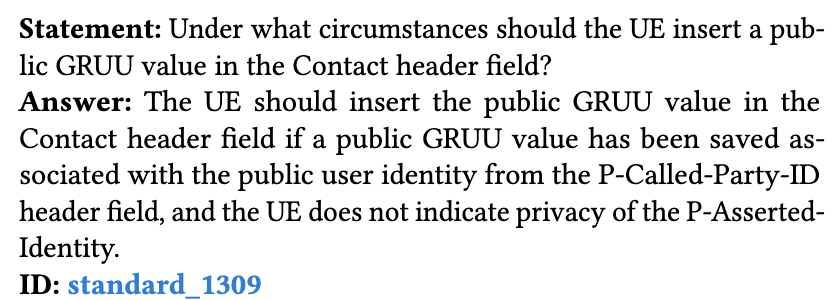 Statement: Under what circumstances should the UE insert a pub-
lic GRUU value in the Contact header field?
Answer: The UE should insert the public GRUU value in the
Contact header field if a public GRUU value has been saved as-
sociated with the public user identity from the P-Called-Party-ID
header field, and the UE does not indicate privacy of the P-Asserted-
Identity.
ID: standard_1309